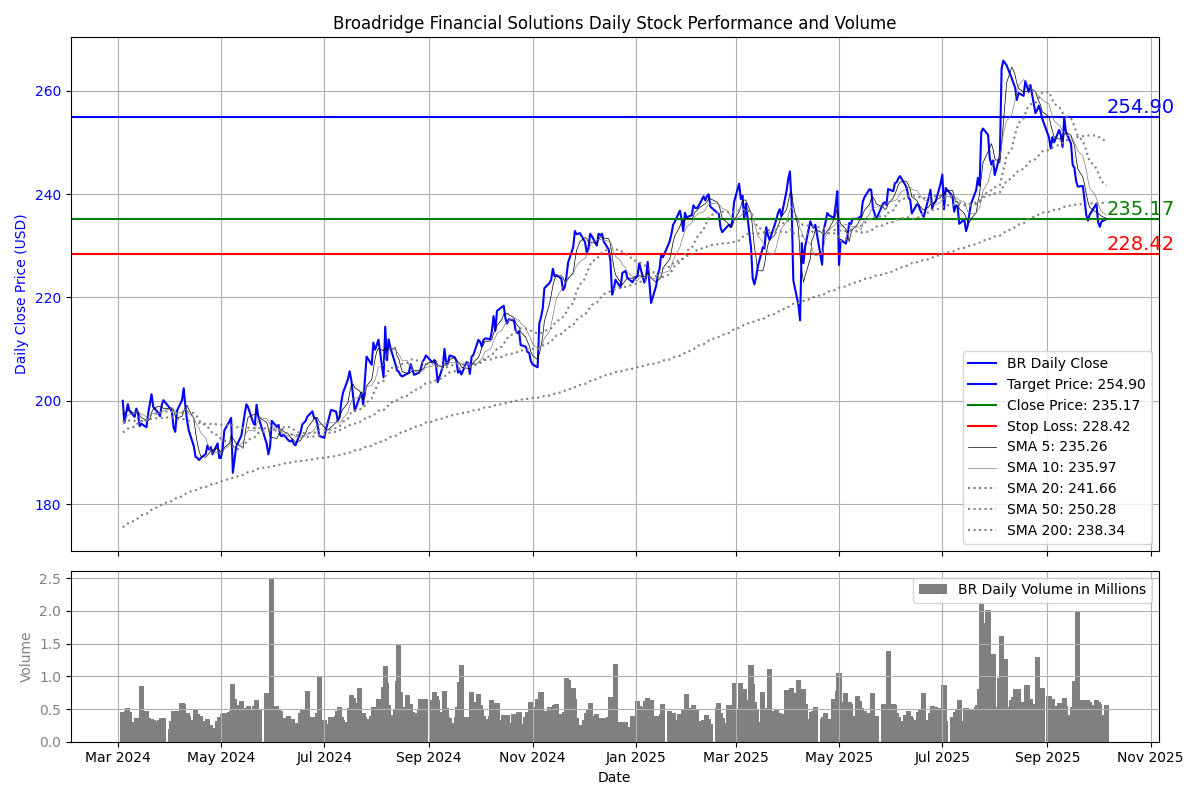 Broadridge Financial Solutions Daily Stock Performance and Volume
Daily Close Price (USD)
260
240
220
200
180
254.90
235.17
228.42
BR Daily Close
Target Price: 254.90
Close Price: 235.17
Stop Loss: 228.42
SMA 5: 235.26
SMA 10: 235.97
SMA 20: 241.66
SMA 50: 250.28
SMA 200: 238.34
Volume
2.5
2.0
1.5
1.0
0.5
0.0
BR Daily Volume in Millions
Mar 2024
May 2024
Jul 2024
Sep 2024
Nov 2024
Jan 2025
Mar 2025
May 2025
Jul 2025
Sep 2025
Nov 2025
Date